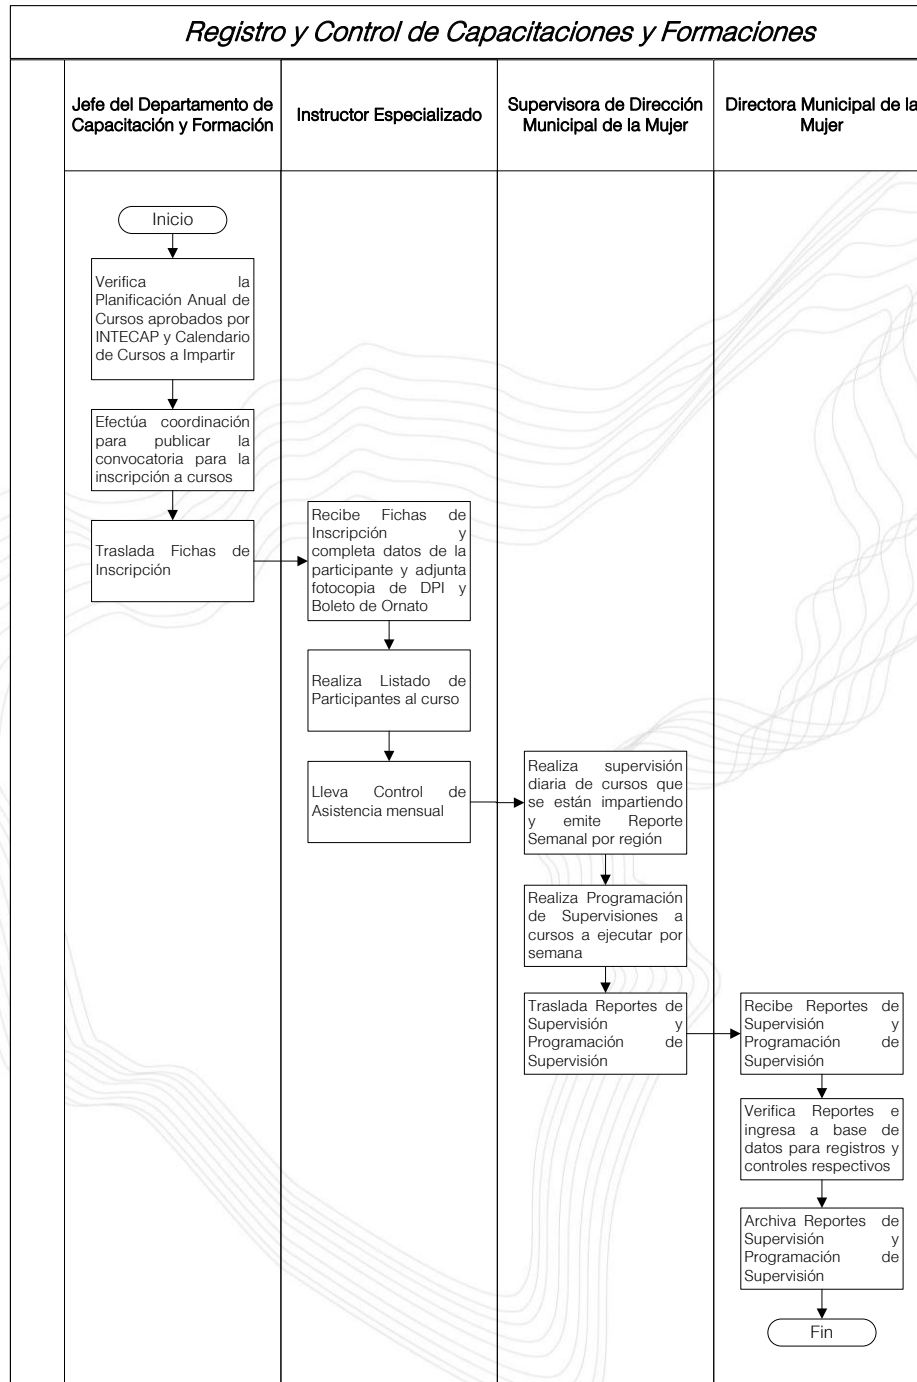 Registro y Control de Capacitaciones y Formaciones
Jefe del Departamento de
Capacitación y Formación
Instructor Especializado
Supervisora de Dirección
Municipal de la Mujer
Directora Municipal de la
Mujer
Inicio
Verifica la
Planificación Anual de
Cursos aprobados por
INTECAP y Calendario
de Cursos a Impartir
Efectúa coordinación
para publicar la
convocatoria para la
inscripción a cursos
Traslada Fichas de
Inscripción
Recibe Fichas de
Inscripción y
completa datos de la
participante y adjunta
fotocopia de DPI y
Boleto de Ornato
Realiza Listado de
Participantes al curso
Lleva Control de
Asistencia mensual
Realiza supervisión
diaria de cursos que
se están impartiendo
y emite Reporte
Semanal por región
Realiza Programación
de Supervisiones a
cursos a ejecutar por
semana
Traslada Reportes de
Supervisión y
Programación de
Supervisión
Recibe Reportes de
Supervisión y
Programación de
Supervisión
Verifica Reportes e
ingresa a base de
datos para registros y
controles respectivos
Archiva Reportes de
Supervisión y
Programación de
Supervisión
Fin